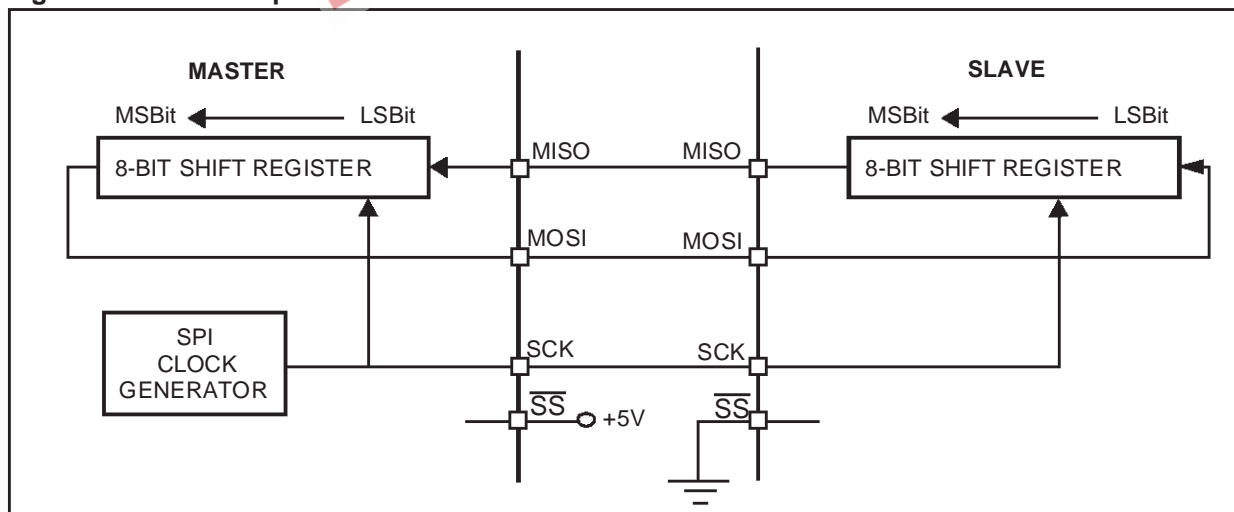 MASTER
SLAVE
MSBit
LSBit
MSBit
LSBit
8-BIT SHIFT REGISTER
MISO
MISO
8-BIT SHIFT REGISTER
MOSI
MOSI
SPI
CLOCK
GENERATOR
SCK
SCK
SS
+5V
SS